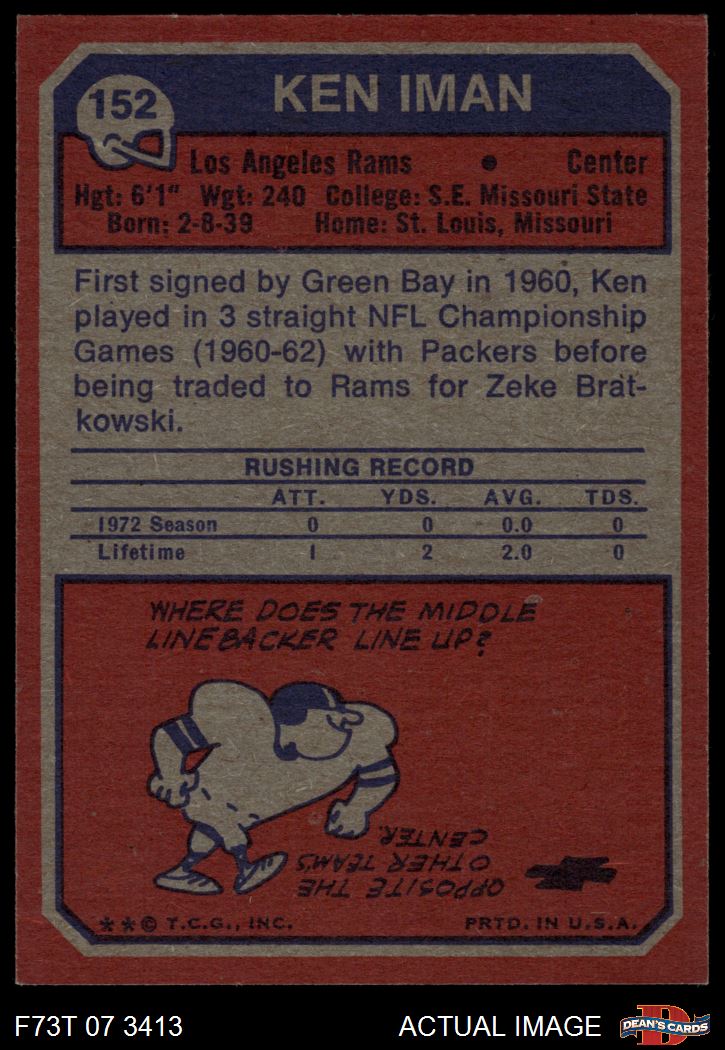 152
KEN IMAN
Los Angeles Rams • Center
Hgt: 6'1" Wgt: 240 College: S.E. Missouri State
Born: 2-8-39 Home: St. Louis, Missouri
First signed by Green Bay in 1960, Ken
played in 3 straight NFL Championship
Games (1960-62) with Packers before
being traded to Rams for Zeke Brat-
kowski.
RUSHING RECORD
ATT. YDS. AVG. TDS.
1972 Season 0 0 0.0 0
Lifetime 1 2 2.0 0
WHERE DOES THE MIDDLE
LINEBACKER LINE UP?
OPPOSITE THE
OTHER TEAM'S
CENTER.
**© T.C.G., INC. PRTD. IN U.S.A.
F73T 07 3413 ACTUAL IMAGE
D
DEAN'S CARDS